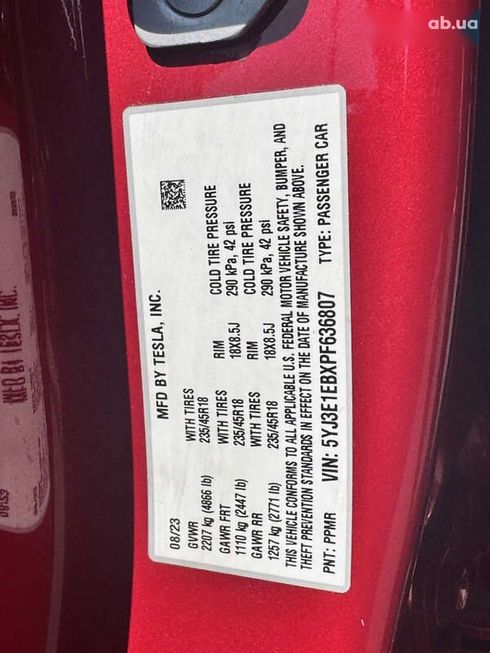 ab.ua
MFD BY TESLA, INC.
08/23
GVWR WITH TIRES RIM COLD TIRE PRESSURE
2207 kg (4866 lb) 235/45R18 18X8.5J 290 kPa, 42 psi
GAWR FRT WITH TIRES RIM COLD TIRE PRESSURE
1110 kg (2447 lb) 235/45R18 18X8.5J 290 kPa, 42 psi
GAWR RR
1257 kg (2771 lb) 235/45R18
THIS VEHICLE CONFORMS TO ALL APPLICABLE U.S. FEDERAL MOTOR VEHICLE SAFETY, BUMPER, AND
THEFT PREVENTION STANDARDS IN EFFECT ON THE DATE OF MANUFACTURE SHOWN ABOVE.
PNT: PPMR VIN: 5YJ3E1EBXPF636807 TYPE: PASSENGER CAR